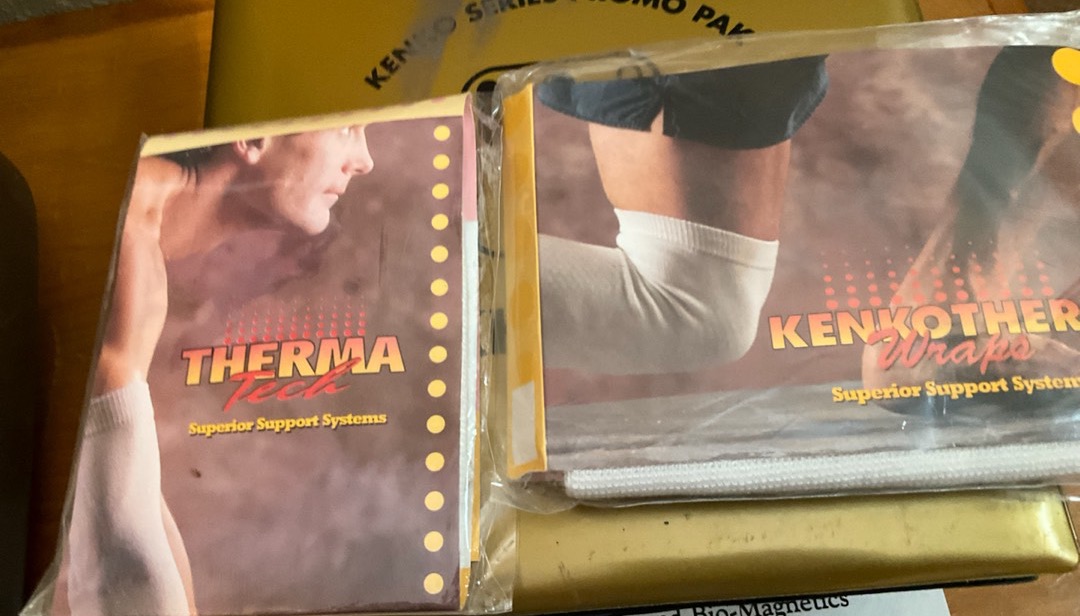 KENKO SERIES PROMO PAK
THERMA
Tech
Superior Support Systems
KENKOTHER
Wraps
Superior Support System
d Bio-Magnetics